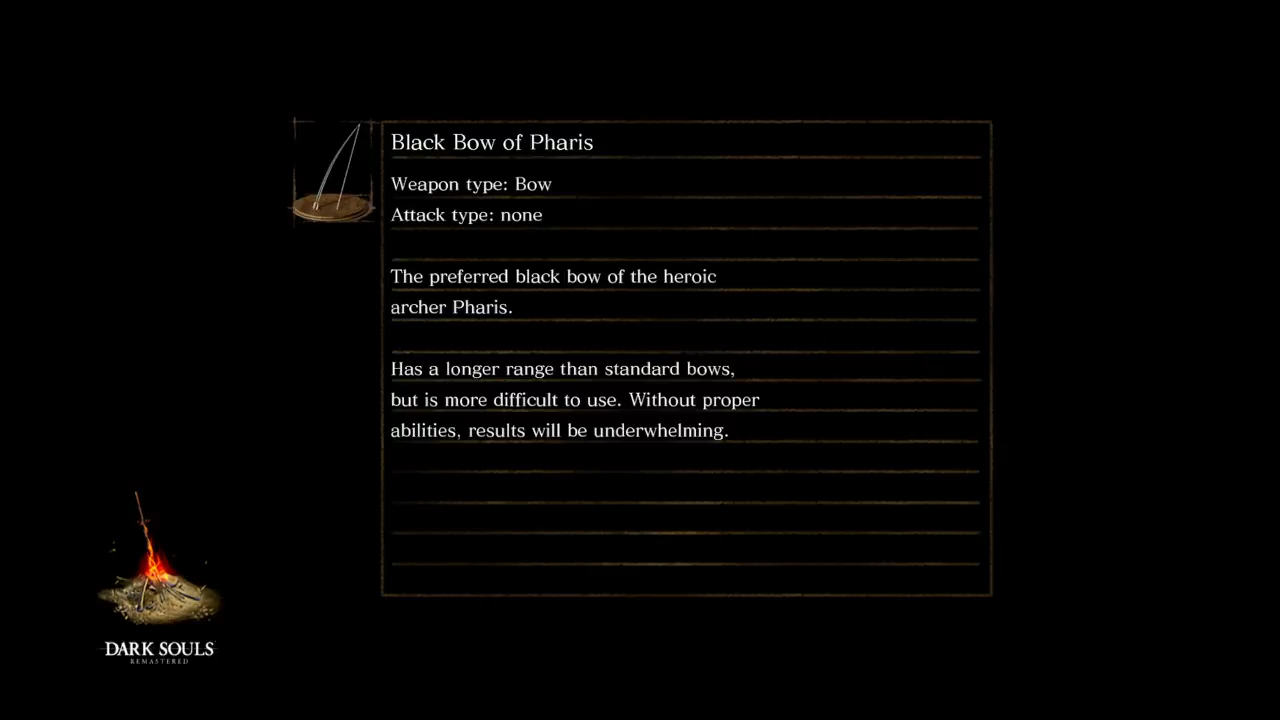 Black Bow of Pharis
Weapon type: Bow
Attack type: none
The preferred black bow of the heroic
archer Pharis.
Has a longer range than standard bows,
but is more difficult to use. Without proper
abilities, results will be underwhelming.
DARK SOULS
REMASTERED